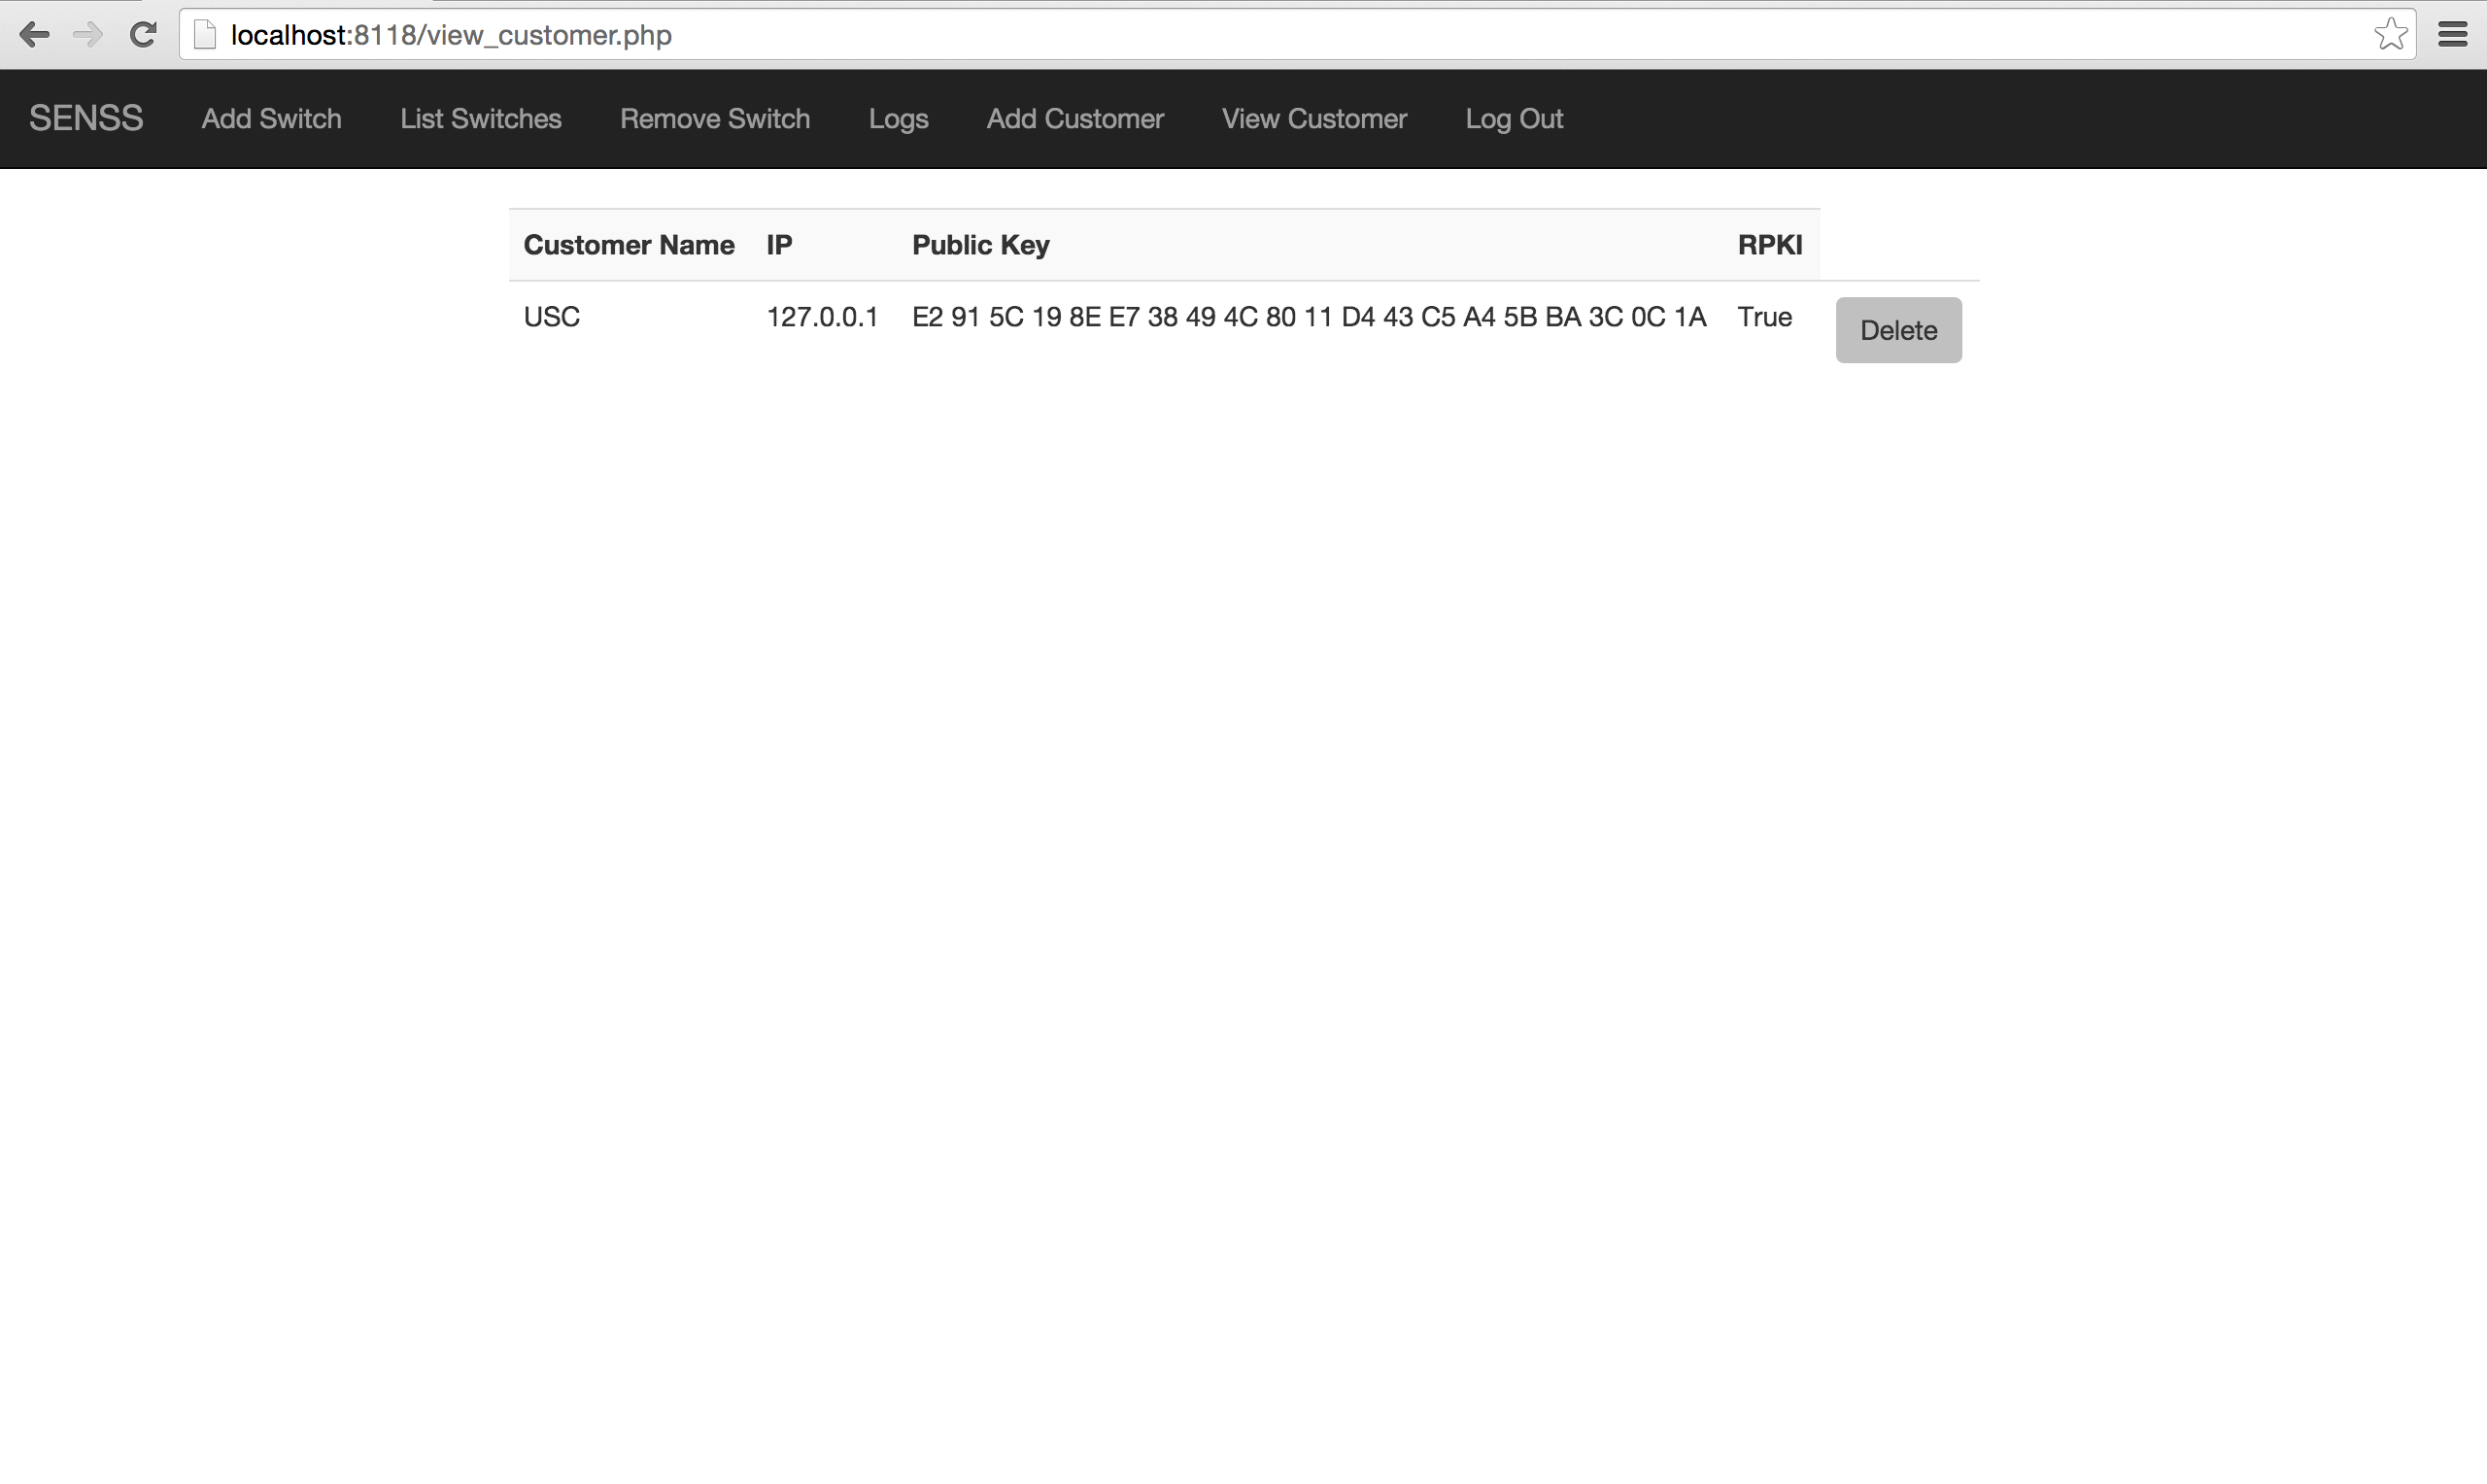 localhost:8118/view_customer.php
SENSS Add Switch List Switches Remove Switch Logs Add Customer View Customer Log Out
Customer Name IP Public Key RPKI
USC 127.0.0.1 E2 91 5C 19 8E E7 38 49 4C 80 11 D4 43 C5 A4 5B BA 3C 0C 1A True Delete